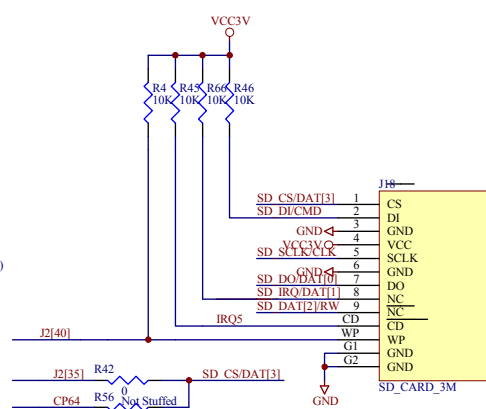 VCC3V
R4 R45 R66 R46
10K 10K 10K 10K
J18
SD_CS/DAT[3] 1 CS
SD_DI/CMD 2 DI
GND 3 GND
VCC3V 4 VCC
SD_SCLK/CLK 5 SCLK
GND 6 GND
SD_DO/DAT[0] 7 DO
SD_IRQ/DAT[1] 8 NC
SD_DAT[2]/RW 9 NC
)
IRQ5 CD CD
J2[40] WP WP
G1 GND
G2 GND
J2[35] R42 SD_CS/DAT[3]
0
SD_CARD_3M
CP64 R56 Not Stuffed
GND